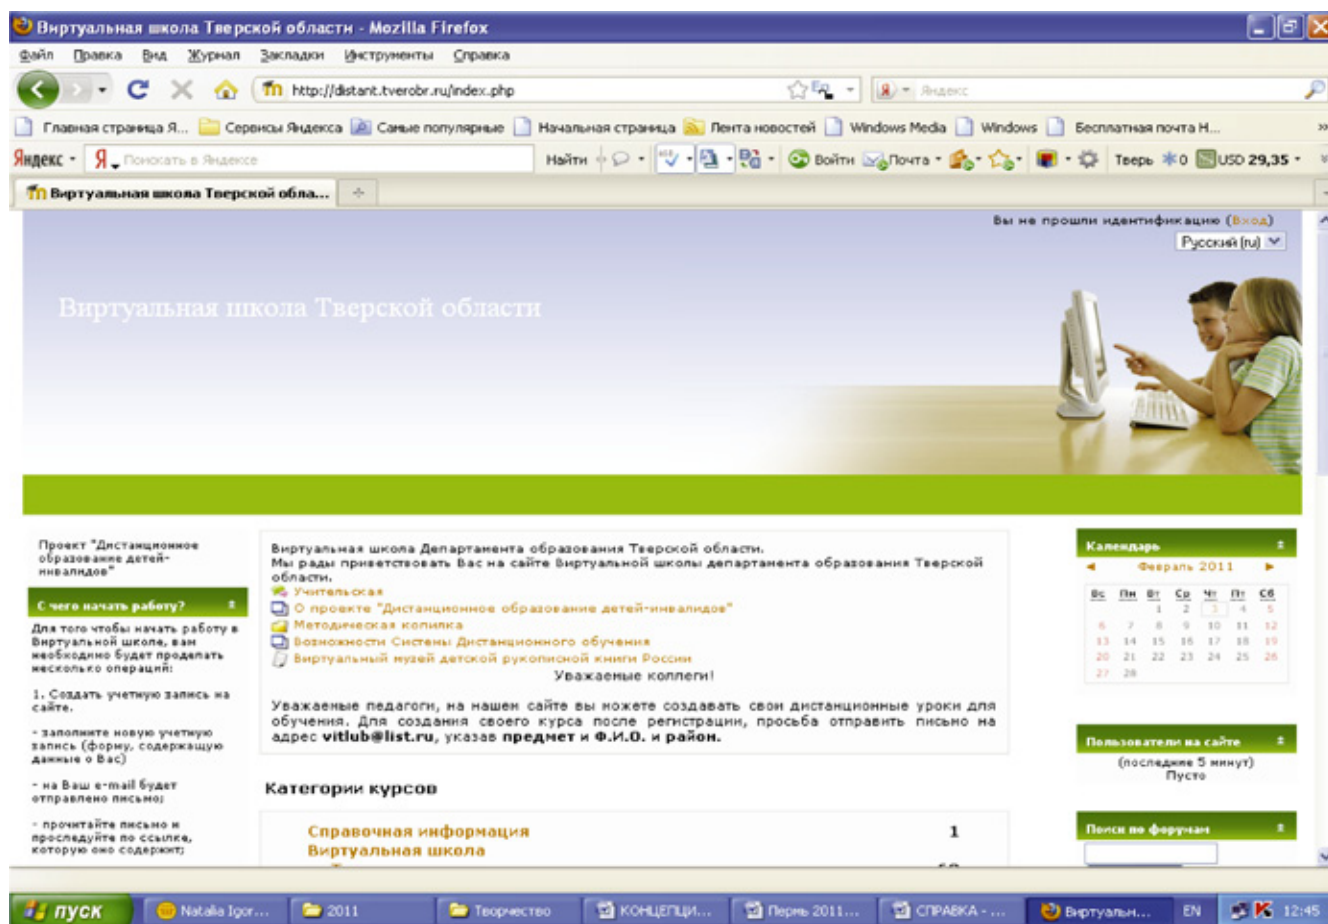 Виртуальная школа Тверской области - Mozilla Firefox
Файл Правка Вид Журнал Закладки Инструменты Справка
http://distant.tverobr.ru/index.php
Яндекс
Главная страница Я... Сервисы Яндекса Самые популярные Начальная страница Лента новостей Windows Media Windows Бесплатная почта Н...
Яндекс Я Поискать в Яндексе Найти Войти Почта Тверь 0 USD 29,35
Виртуальная школа Тверской обла...
Вы не прошли идентификацию (Вход)
Русский (ru)
Виртуальная школа Тверской области
Проект "Дистанционное
образование детей-
инвалидов"
С чего начать работу?
Для того чтобы начать работу в
Виртуальной школе, вам
необходимо будет проделать
несколько операций:
1. Создать учетную запись на
сайте.
- заполните новую учетную
запись (форму, содержащую
данные о Вас)
- на Ваш e-mail будет
отправлено письмо;
- прочитайте письмо и
проследуйте по ссылке,
которую оно содержит;
Виртуальная школа Департамента образования Тверской области.
Мы рады приветствовать Вас на сайте Виртуальной школы департамента образования Тверской
области.
Учительская
О проекте "Дистанционное образование детей-инвалидов"
Методическая копилка
Возможности Системы Дистанционного обучения
Виртуальный музей детской рукописной книги России
Уважаемые коллеги!
Уважаемые педагоги, на нашем сайте вы можете создавать свои дистанционные уроки для
обучения. Для создания своего курса после регистрации, просьба отправить письмо на
адрес vitlub@list.ru, указав предмет и Ф.И.О. и район.
Категории курсов
Справочная информация 1
Виртуальная школа
Календарь
Февраль 2011
Вс Пн Вт Ср Чт Пт Сб
1 2 3 4 5
6 7 8 9 10 11 12
13 14 15 16 17 18 19
20 21 22 23 24 25 26
27 28
Пользователи на сайте
(последние 5 минут)
Пусто
Поиск по форумам
пуск Natalia Igor... 2011 Творчество КОНЦЕПЦИ... Пермь 2011... СПРАВКА - ... Виртуальн... EN 12:45